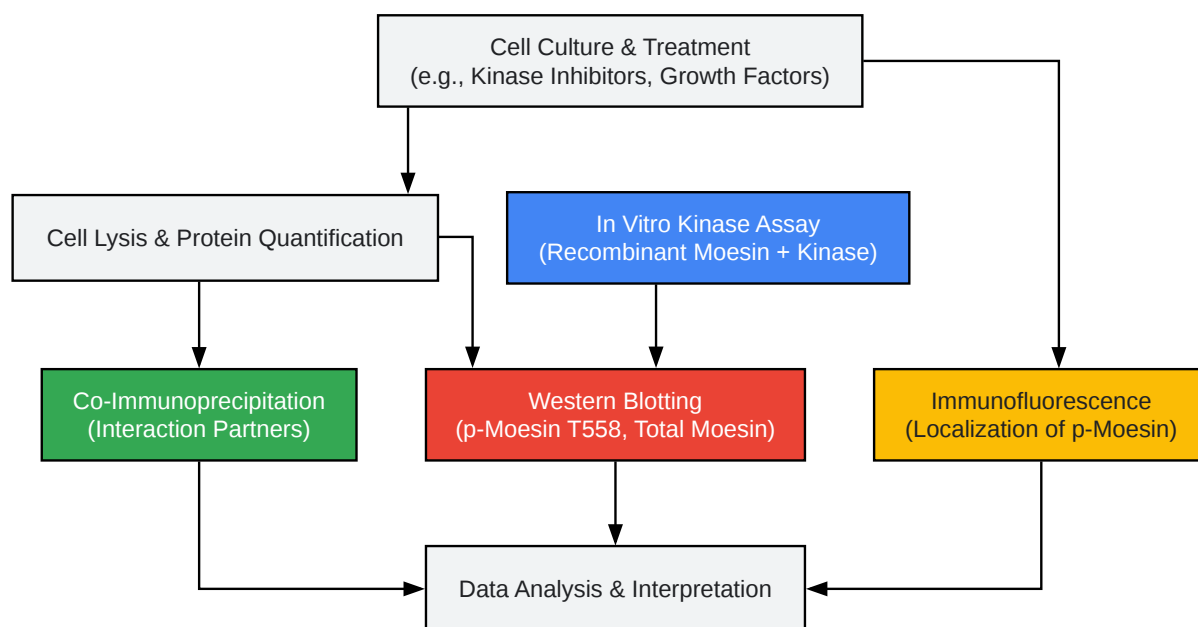 Cell Culture & Treatment
(e.g., Kinase Inhibitors, Growth Factors)
Cell Lysis & Protein Quantification
In Vitro Kinase Assay
(Recombinant Moesin + Kinase)
Co-Immunoprecipitation
(Interaction Partners)
Western Blotting
(p-Moesin T558, Total Moesin)
Immunofluorescence
(Localization of p-Moesin)
Data Analysis & Interpretation